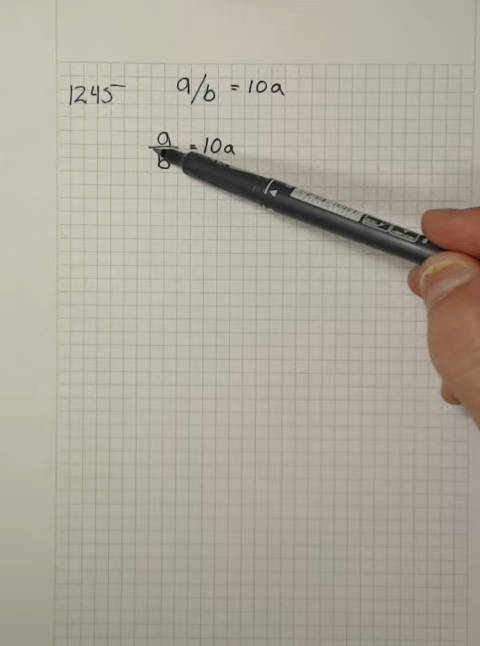 1245 a/b = 10a
a/b = 10a